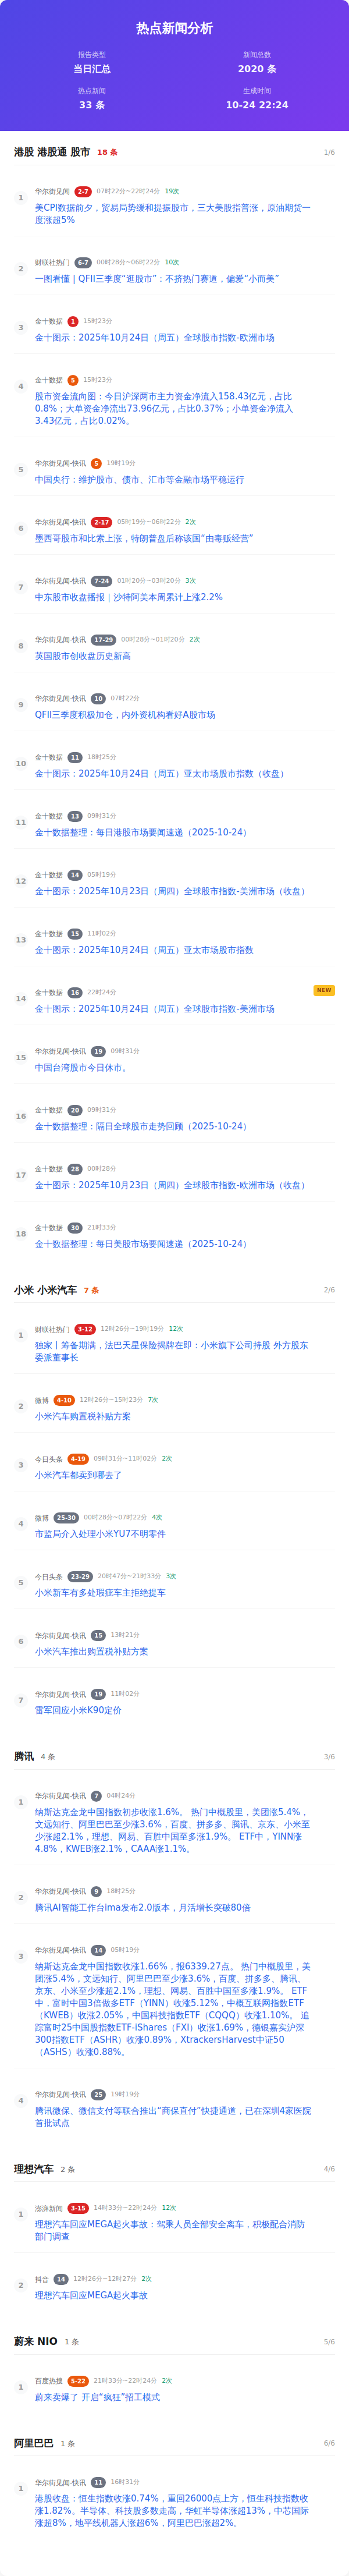 热点新闻分析
报告类型
当日汇总
新闻总数
2020 条
热点新闻
33 条
生成时间
10-24 22:24
港股 港股通 股市 18 条 1/6
1
华尔街见闻 2-7 07时22分~22时24分 19次
美CPI数据前夕，贸易局势缓和提振股市，三大美股指普涨，原油期货一
度涨超5%
2
财联社热门 6-7 00时28分~06时22分 10次
一图看懂 | QFII三季度“逛股市”：不挤热门赛道，偏爱“小而美”
3
金十数据 1 15时23分
金十图示：2025年10月24日（周五）全球股市指数-欧洲市场
4
金十数据 5 15时23分
股市资金流向图：今日沪深两市主力资金净流入158.43亿元，占比
0.8%；大单资金净流出73.96亿元，占比0.37%；小单资金净流入
3.43亿元，占比0.02%。
5
华尔街见闻-快讯 5 19时19分
中国央行：维护股市、债市、汇市等金融市场平稳运行
6
华尔街见闻-快讯 2-17 05时19分~06时22分 2次
墨西哥股市和比索上涨，特朗普盘后称该国“由毒贩经营”
7
华尔街见闻-快讯 7-24 01时20分~03时20分 3次
中东股市收盘播报｜沙特阿美本周累计上涨2.2%
8
华尔街见闻-快讯 17-29 00时28分~01时20分 2次
英国股市创收盘历史新高
9
华尔街见闻-快讯 10 07时22分
QFII三季度积极加仓，内外资机构看好A股市场
10
金十数据 11 18时25分
金十图示：2025年10月24日（周五）亚太市场股市指数（收盘）
11
金十数据 13 09时31分
金十数据整理：每日港股市场要闻速递（2025-10-24）
12
金十数据 14 05时19分
金十图示：2025年10月23日（周四）全球股市指数-美洲市场（收盘）
13
金十数据 15 11时02分
金十图示：2025年10月24日（周五）亚太市场股市指数
14
金十数据 16 22时24分 NEW
金十图示：2025年10月24日（周五）全球股市指数-美洲市场
15
华尔街见闻-快讯 19 09时31分
中国台湾股市今日休市。
16
金十数据 20 09时31分
金十数据整理：隔日全球股市走势回顾（2025-10-24）
17
金十数据 28 00时28分
金十图示：2025年10月23日（周四）全球股市指数-欧洲市场（收盘）
18
金十数据 30 21时33分
金十数据整理：每日美股市场要闻速递（2025-10-24）
小米 小米汽车 7 条 2/6
1
财联社热门 3-12 12时26分~19时19分 12次
独家丨筹备期满，法巴天星保险揭牌在即：小米旗下公司持股 外方股东
委派董事长
2
微博 4-10 12时26分~15时23分 7次
小米汽车购置税补贴方案
3
今日头条 4-19 09时31分~11时02分 2次
小米汽车都卖到哪去了
4
微博 25-30 00时28分~07时22分 4次
市监局介入处理小米YU7不明零件
5
今日头条 23-29 20时47分~21时33分 3次
小米新车有多处瑕疵车主拒绝提车
6
华尔街见闻-快讯 15 13时21分
小米汽车推出购置税补贴方案
7
华尔街见闻-快讯 19 11时02分
雷军回应小米K90定价
腾讯 4 条 3/6
1
华尔街见闻-快讯 7 04时24分
纳斯达克金龙中国指数初步收涨1.6%。 热门中概股里，美团涨5.4%，
文远知行、阿里巴巴至少涨3.6%，百度、拼多多、腾讯、京东、小米至
少涨超2.1%，理想、网易、百胜中国至多涨1.9%。 ETF中，YINN涨
4.8%，KWEB涨2.1%，CAAA涨1.1%。
2
华尔街见闻-快讯 9 18时25分
腾讯AI智能工作台ima发布2.0版本，月活增长突破80倍
3
华尔街见闻-快讯 14 05时19分
纳斯达克金龙中国指数收涨1.66%，报6339.27点。 热门中概股里，美
团涨5.4%，文远知行、阿里巴巴至少涨3.6%，百度、拼多多、腾讯、
京东、小米至少涨超2.1%，理想、网易、百胜中国至多涨1.9%。 ETF
中，富时中国3倍做多ETF（YINN）收涨5.12%，中概互联网指数ETF
（KWEB）收涨2.05%，中国科技指数ETF（CQQQ）收涨1.10%。 追
踪富时25中国股指数ETF-iShares（FXI）收涨1.69%，德银嘉实沪深
300指数ETF（ASHR）收涨0.89%，XtrackersHarvest中证50
（ASHS）收涨0.88%。
4
华尔街见闻-快讯 25 19时19分
腾讯微保、微信支付等联合推出“商保直付”快捷通道，已在深圳4家医院
首批试点
理想汽车 2 条 4/6
1
澎湃新闻 3-15 14时33分~22时24分 12次
理想汽车回应MEGA起火事故：驾乘人员全部安全离车，积极配合消防
部门调查
2
抖音 14 12时26分~12时27分 2次
理想汽车回应MEGA起火事故
蔚来 NIO 1 条 5/6
1
百度热搜 5-22 21时33分~22时24分 2次
蔚来卖爆了 开启“疯狂”招工模式
阿里巴巴 1 条 6/6
1
华尔街见闻-快讯 11 16时31分
港股收盘：恒生指数收涨0.74%，重回26000点上方，恒生科技指数收
涨1.82%。半导体、科技股多数走高，华虹半导体涨超13%，中芯国际
涨超8%，地平线机器人涨超6%，阿里巴巴涨超2%。